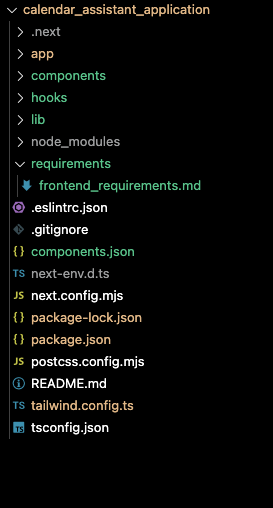 calendar_assistant_application
.next
app
components
hooks
lib
node_modules
requirements
frontend_requirements.md
.eslintrc.json
.gitignore
{} components.json
TS next-env.d.ts
JS next.config.mjs
{} package-lock.json
{} package.json
JS postcss.config.mjs
README.md
TS tailwind.config.ts
TS tsconfig.json